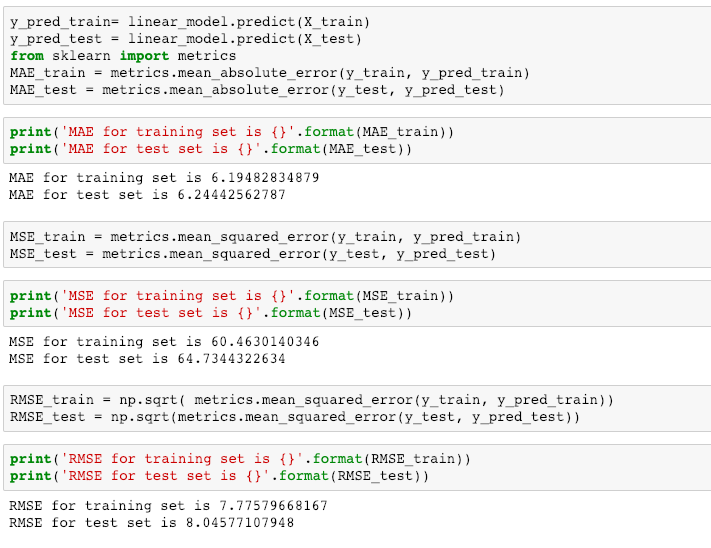 y_pred_train= linear_model.predict(X_train)
y_pred_test = linear_model.predict(X_test)
from sklearn import metrics
MAE_train = metrics.mean_absolute_error(y_train, y_pred_train)
MAE_test = metrics.mean_absolute_error(y_test, y_pred_test)
print('MAE for training set is {}'.format(MAE_train))
print('MAE for test set is {}'.format(MAE_test))
MAE for training set is 6.19482834879
MAE for test set is 6.24442562787
MSE_train = metrics.mean_squared_error(y_train, y_pred_train)
MSE_test = metrics.mean_squared_error(y_test, y_pred_test)
print('MSE for training set is {}'.format(MSE_train))
print('MSE for test set is {}'.format(MSE_test))
MSE for training set is 60.4630140346
MSE for test set is 64.7344322634
RMSE_train = np.sqrt( metrics.mean_squared_error(y_train, y_pred_train))
RMSE_test = np.sqrt(metrics.mean_squared_error(y_test, y_pred_test))
print('RMSE for training set is {}'.format(RMSE_train))
print('RMSE for test set is {}'.format(RMSE_test))
RMSE for training set is 7.77579668167
RMSE for test set is 8.04577107948